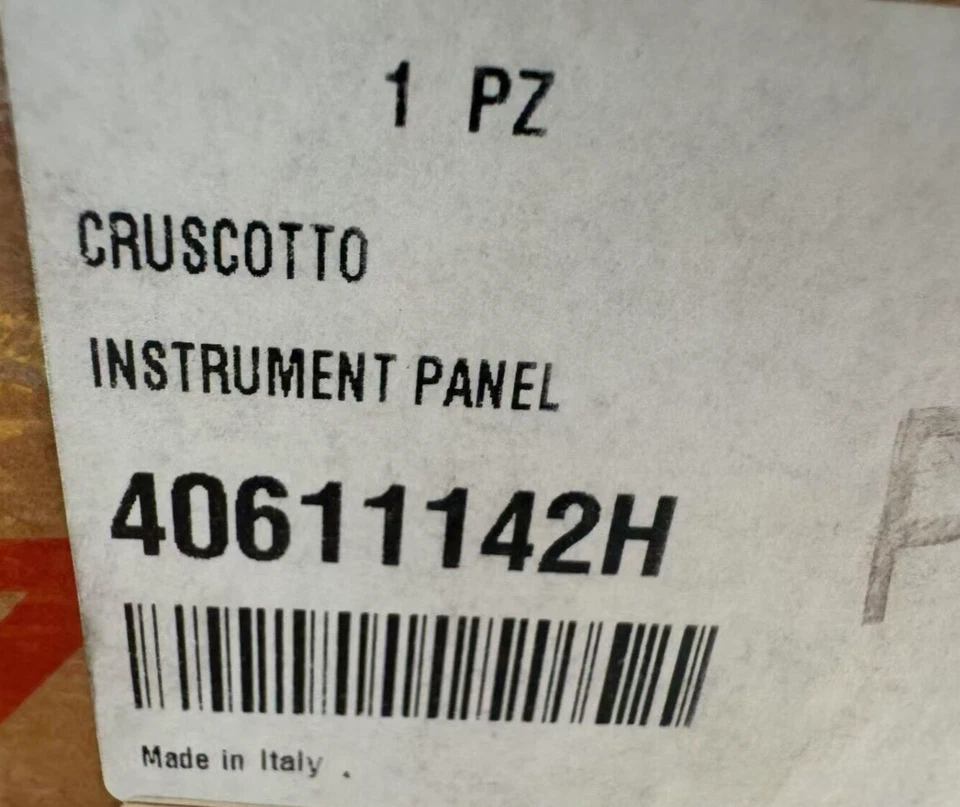 1 PZ
CRUSCOTTO
INSTRUMENT PANEL
40611142H
Made in Italy .
P